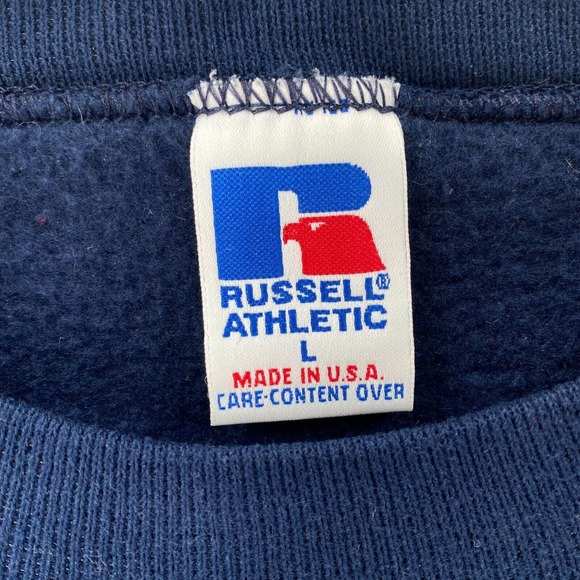 RUSSELL®
ATHLETIC
L
MADE IN U.S.A.
CARE-CONTENT OVER